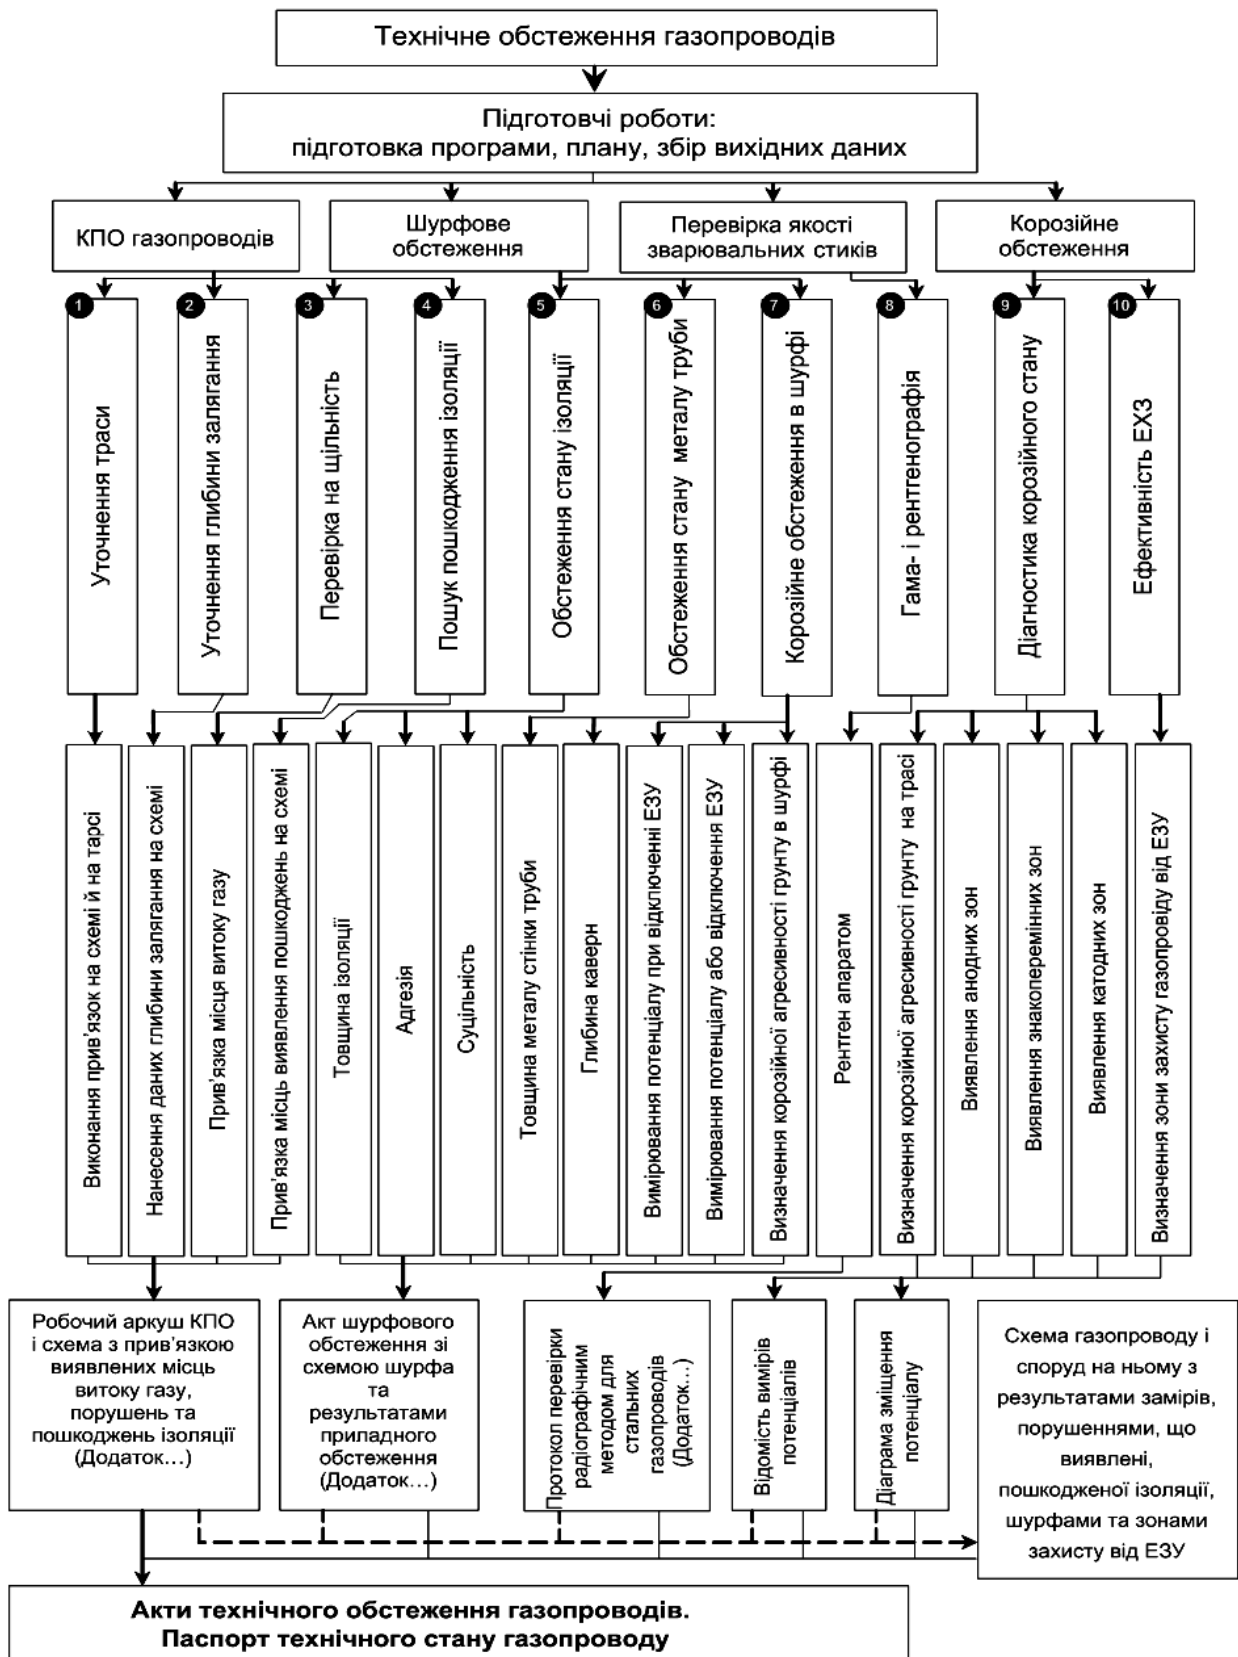 Технічне обстеження газопроводів
Підготовчі роботи:
підготовка програми, плану, збір вихідних даних
КПО газопроводів
Шурфове
обстеження
Перевірка якості
зварювальних стиків
Корозійне
обстеження
1
2
3
4
5
6
7
8
9
10
Уточнення траси
Уточнення глибини залягання
Перевірка на щільність
Пошук пошкодження ізоляції
Обстеження стану ізоляції
Обстеження стану металу труби
Корозійне обстеження в шурфі
Гама- і рентгенографія
Діагностика корозійного стану
Ефективність ЕХЗ
Виконання прив'язок на схемі й на тарсі
Нанесення даних глибини залягання на схемі
Прив'язка місця витоку газу
Прив'язка місць виявлення пошкоджень на схемі
Товщина ізоляції
Адгезія
Суцільність
Товщина металу стінки труби
Глибина каверн
Вимірювання потенціалу при відключенні ЕЗУ
Вимірювання потенціалу або відключення ЕЗУ
Визначення корозійної агресивності грунту в шурфі
Рентген апаратом
Визначення корозійної агресивності грунту на трасі
Виявлення анодних зон
Виявлення знакоперемінних зон
Виявлення катодних зон
Визначення зони захисту газопровіду від ЕЗУ
Робочий аркуш КПО
і схема з прив'язкою
виявлених місць
витоку газу,
порушень та
пошкоджень ізоляції
(Додаток...)
Акт шурфового
обстеження зі
схемою шурфа та
результатами
приладного
обстеження
(Додаток...)
Протокол перевірки
радіографічним
методом для
стальних
газопроводів
(Додаток...)
Відомість вимірів
потенціалів
Діаграма зміщення
потенціалу
Схема газопроводу і
споруд на ньому з
результатами замірів,
порушеннями, що
виявлені,
пошкодженої ізоляції,
шурфами та зонами
захисту від ЕЗУ
Акти технічного обстеження газопроводів.
Паспорт технічного стану газопроводу